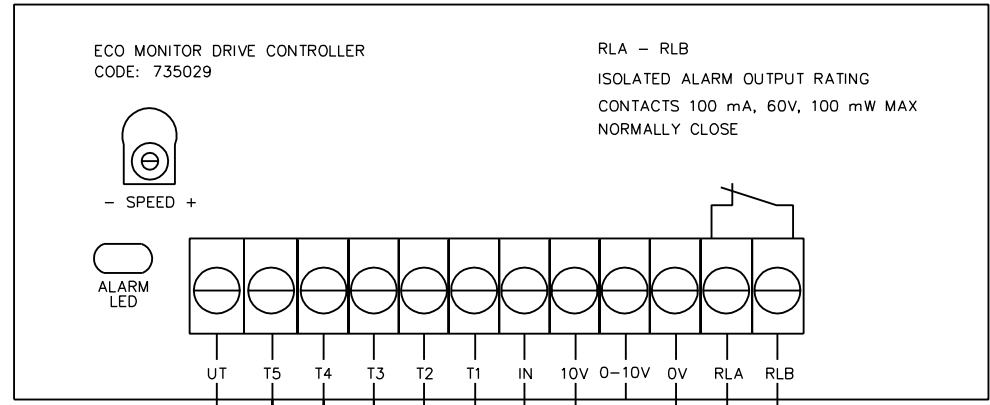 ECO MONITOR DRIVE CONTROLLER
CODE: 735029
- SPEED +
ALARM
LED
RLA - RLB
ISOLATED ALARM OUTPUT RATING
CONTACTS 100 mA, 60V, 100 mW MAX
NORMALLY CLOSE
UT T5 T4 T3 T2 T1 IN 10V 0-10V 0V RLA RLB